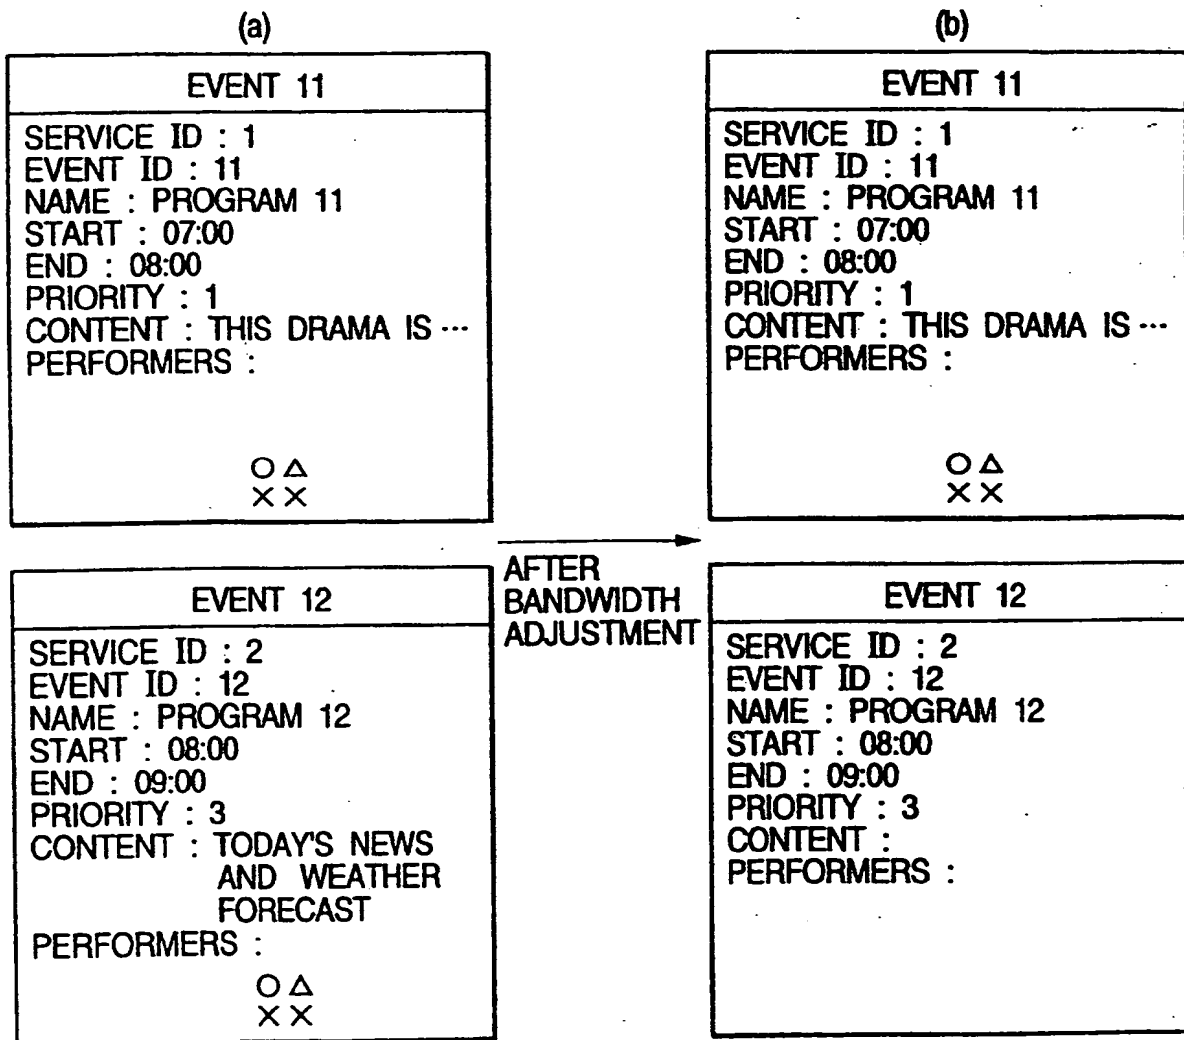 (a)
EVENT 11
SERVICE ID : 1
EVENT ID : 11
NAME : PROGRAM 11
START : 07:00
END : 08:00
PRIORITY : 1
CONTENT : THIS DRAMA IS ···
PERFORMERS :
○ △
× ×
EVENT 12
SERVICE ID : 2
EVENT ID : 12
NAME : PROGRAM 12
START : 08:00
END : 09:00
PRIORITY : 3
CONTENT : TODAY'S NEWS
AND WEATHER
FORECAST
PERFORMERS :
○ △
× ×
AFTER
BANDWIDTH
ADJUSTMENT
(b)
EVENT 11
SERVICE ID : 1
EVENT ID : 11
NAME : PROGRAM 11
START : 07:00
END : 08:00
PRIORITY : 1
CONTENT : THIS DRAMA IS ···
PERFORMERS :
○ △
× ×
EVENT 12
SERVICE ID : 2
EVENT ID : 12
NAME : PROGRAM 12
START : 08:00
END : 09:00
PRIORITY : 3
CONTENT :
PERFORMERS :